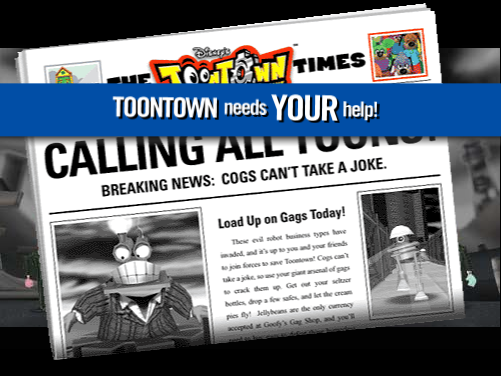 Disney's
THE TOONTOWN TIMES
TOONTOWN needs YOUR help!
CALLING ALL TOONS!
BREAKING NEWS: COGS CAN'T TAKE A JOKE.
Load Up on Gags Today!
These evil robot business types have
invaded, and it's up to you and your friends
to join forces to save Toontown! Cogs can't
take a joke, so use your giant arsenal of gags
to crack them up. Get out your seltzer
bottles, drop a few safes, and let the cream
pies fly! Jellybeans are the only currency
accepted at Goofy's Gag Shop, and you'll